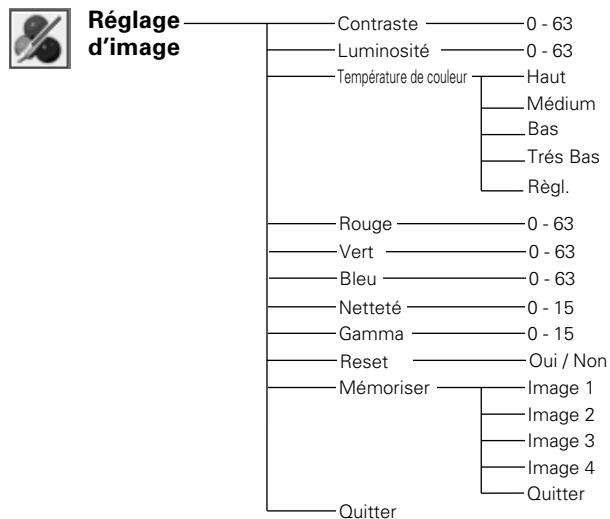 Réglage
d'image
Contraste 0 - 63
Luminosité 0 - 63
Température de couleur Haut
Médium
Bas
Trés Bas
Règl.
Rouge 0 - 63
Vert 0 - 63
Bleu 0 - 63
Netteté 0 - 15
Gamma 0 - 15
Reset Oui / Non
Mémoriser Image 1
Image 2
Image 3
Image 4
Quitter
Quitter